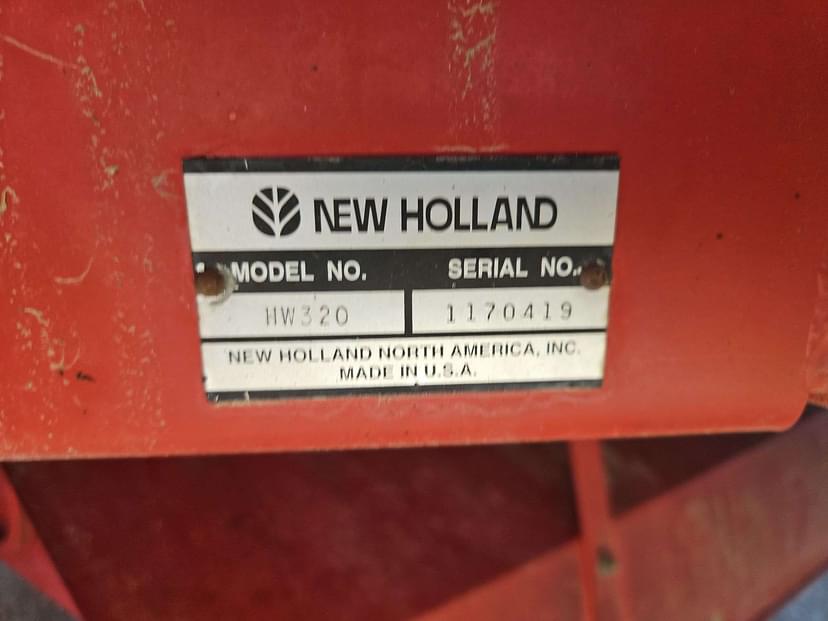 NEW HOLLAND
MODEL NO. SERIAL NO.
HW320 1170419
NEW HOLLAND NORTH AMERICA, INC.
MADE IN U.S.A.